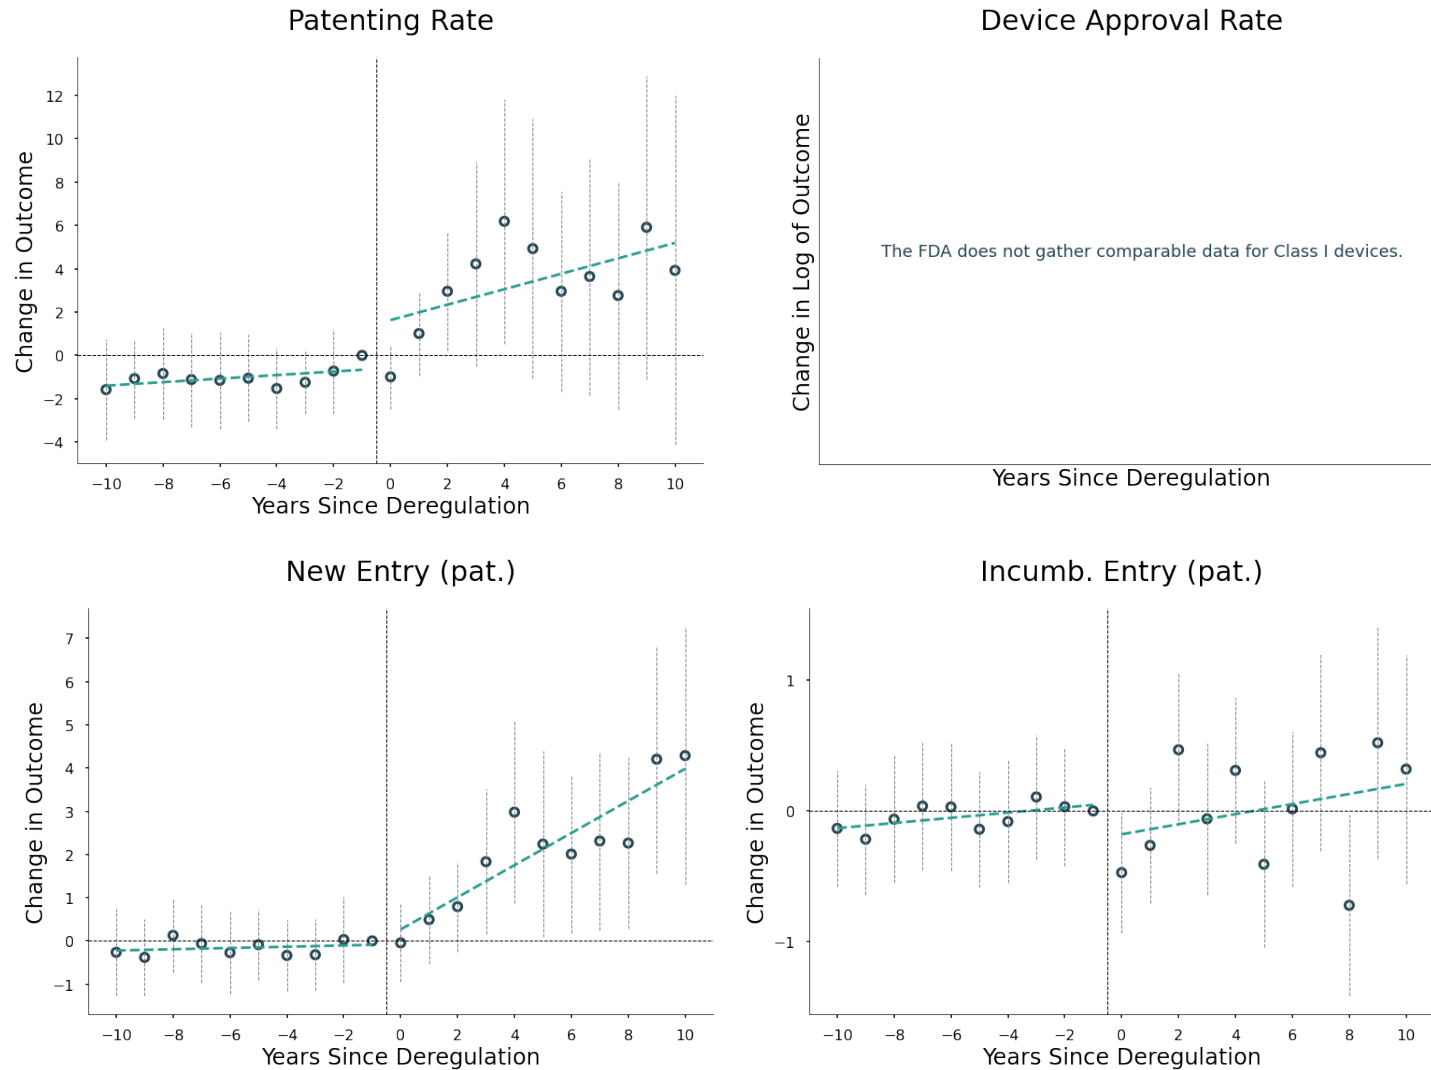 Patenting Rate
Change in Outcome
12
10
8
6
4
2
0
−2
−4
−10 −8 −6 −4 −2 0 2 4 6 8 10
Years Since Deregulation
Device Approval Rate
Change in Log of Outcome
The FDA does not gather comparable data for Class I devices.
Years Since Deregulation
New Entry (pat.)
Change in Outcome
7
6
5
4
3
2
1
0
−1
−10 −8 −6 −4 −2 0 2 4 6 8 10
Years Since Deregulation
Incumb. Entry (pat.)
Change in Outcome
1
0
−1
−10 −8 −6 −4 −2 0 2 4 6 8 10
Years Since Deregulation